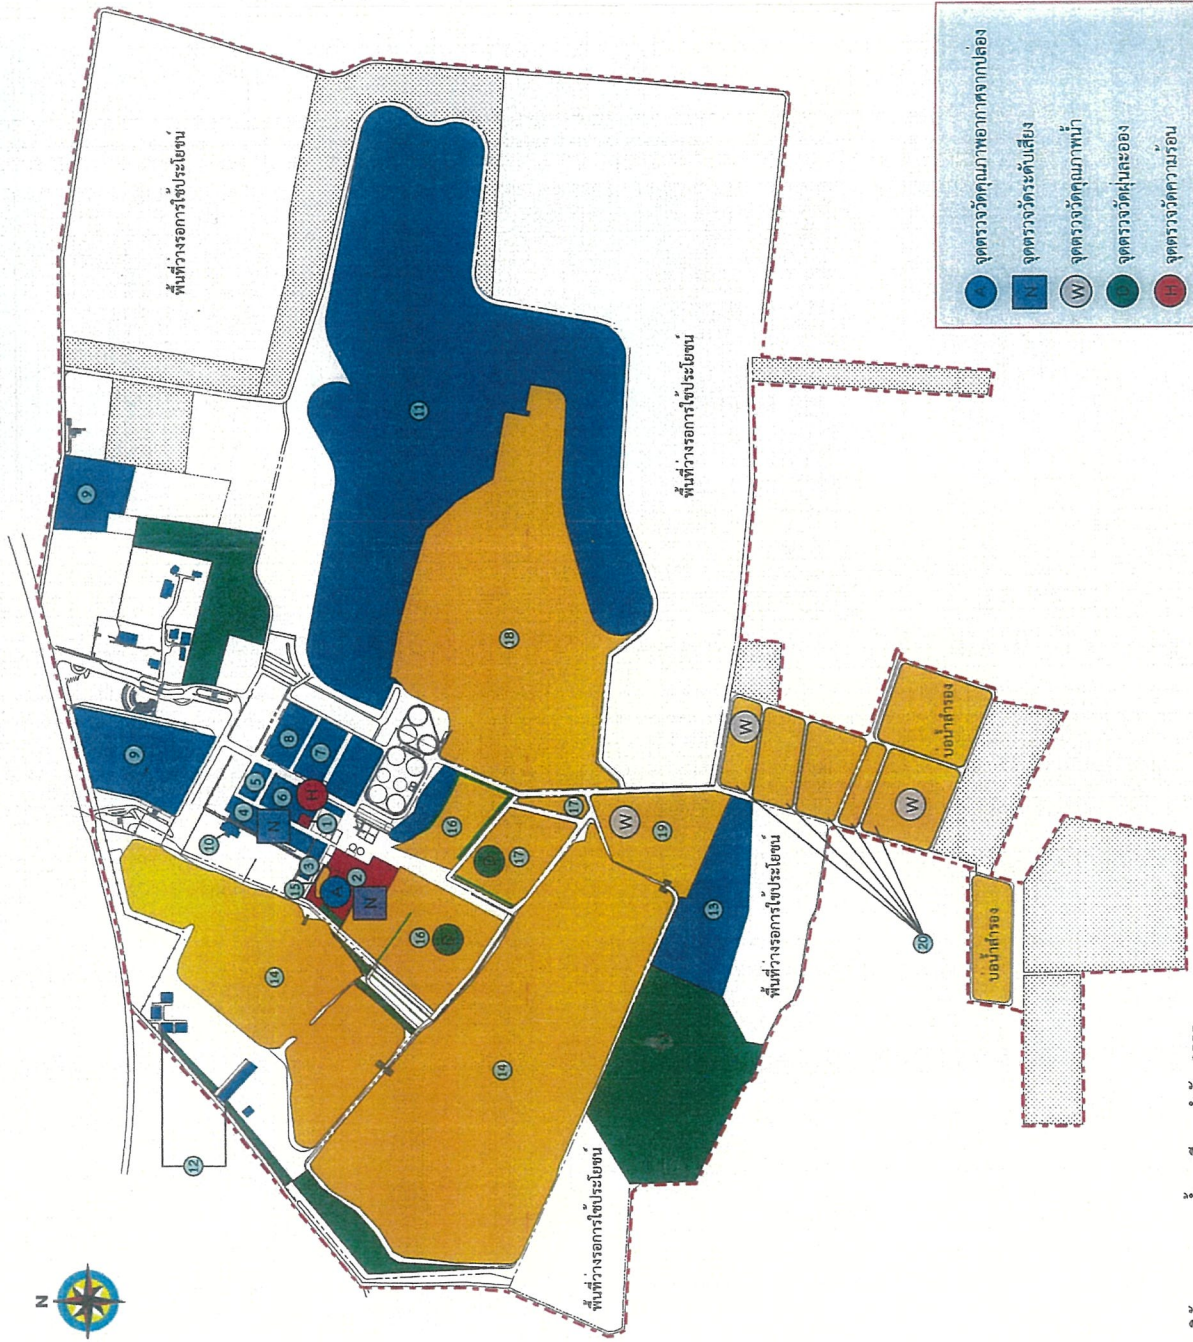 N
พื้นที่ว่างรอการใช้ประโยชน์
9
11
พื้นที่ว่างรอการใช้ประโยชน์
18
9
8
7
5
6
4
H
N
1
10
3
15
2
A
N
16
17
17
W
19
W
บ่อน้ำสำรอง
W
16
14
13
พื้นที่ว่างรอการใช้ประโยชน์
20
บ่อน้ำสำรอง
14
12
พื้นที่ว่างรอการใช้ประโยชน์
A จุดตรวจวัดคุณภาพอากาศจากปล่อง
N จุดตรวจวัดระดับเสียง
W จุดตรวจวัดคุณภาพน้ำ
จุดตรวจวัดฝุ่นละออง
H จุดตรวจวัดความร้อน